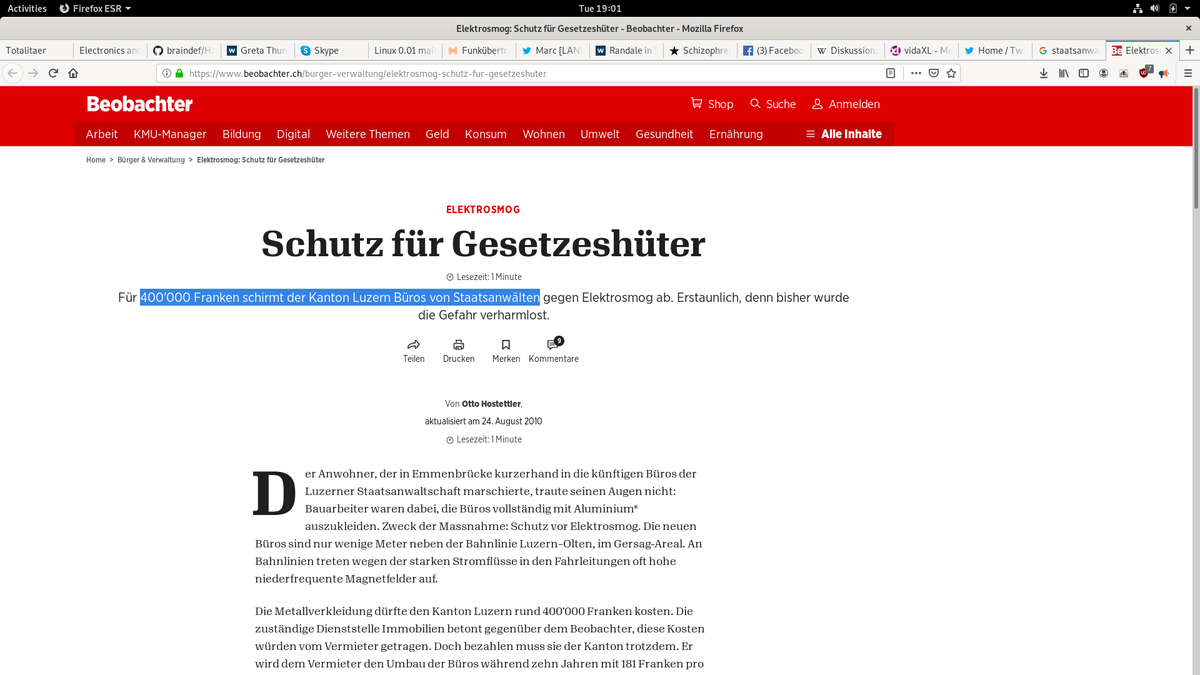 Activities Firefox ESR Tue 19:01
Elektrosmog: Schutz für Gesetzeshüter - Beobachter - Mozilla Firefox
Totalitaer Electronics an braindef/Ha Greta Thun Skype Linux 0.01 mai Funkübertr Marc [LAN] Randale in S Schizophre (3) Faceboo Diskussion: vidaXL - Me Home / Tw staatsanwa Elektros
https://www.beobachter.ch/burger-verwaltung/elektrosmog-schutz-fur-gesetzeshuter
Beobachter Shop Suche Anmelden
Arbeit KMU-Manager Bildung Digital Weitere Themen Geld Konsum Wohnen Umwelt Gesundheit Ernährung Alle Inhalte
Home > Bürger & Verwaltung > Elektrosmog: Schutz für Gesetzeshüter
ELEKTROSMOG
Schutz für Gesetzeshüter
Lesezeit: 1 Minute
Für 400'000 Franken schirmt der Kanton Luzern Büros von Staatsanwälten gegen Elektrosmog ab. Erstaunlich, denn bisher wurde
die Gefahr verharmlost.
9
Teilen Drucken Merken Kommentare
Von Otto Hostettler,
aktualisiert am 24. August 2010
Lesezeit: 1 Minute
Der Anwohner, der in Emmenbrücke kurzerhand in die künftigen Büros der
Luzerner Staatsanwaltschaft marschierte, traute seinen Augen nicht:
Bauarbeiter waren dabei, die Büros vollständig mit Aluminium*
auszukleiden. Zweck der Massnahme: Schutz vor Elektrosmog. Die neuen
Büros sind nur wenige Meter neben der Bahnlinie Luzern–Olten, im Gersag-Areal. An
Bahnlinien treten wegen der starken Stromflüsse in den Fahrleitungen oft hohe
niederfrequente Magnetfelder auf.
Die Metallverkleidung dürfte den Kanton Luzern rund 400'000 Franken kosten. Die
zuständige Dienststelle Immobilien betont gegenüber dem Beobachter, diese Kosten
würden vom Vermieter getragen. Doch bezahlen muss sie der Kanton trotzdem. Er
wird dem Vermieter den Umbau der Büros während zehn Jahren mit 181 Franken pro